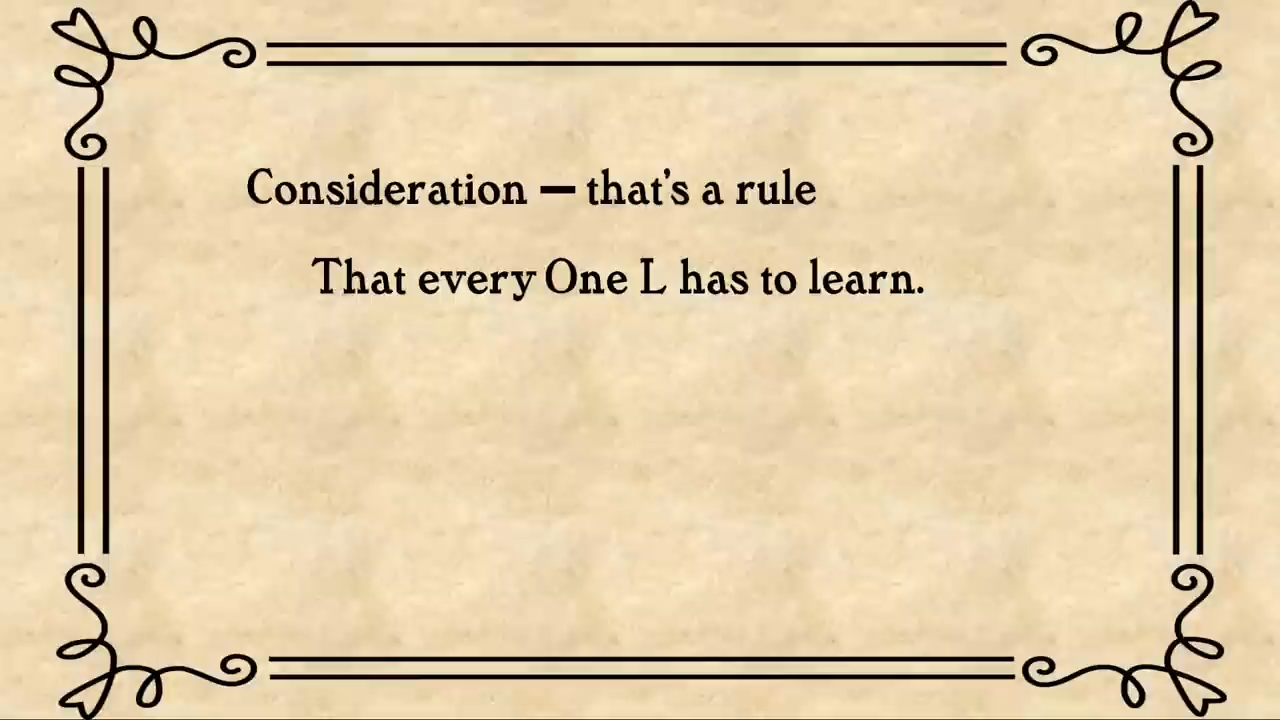 Consideration — that's a rule
That every One L has to learn.